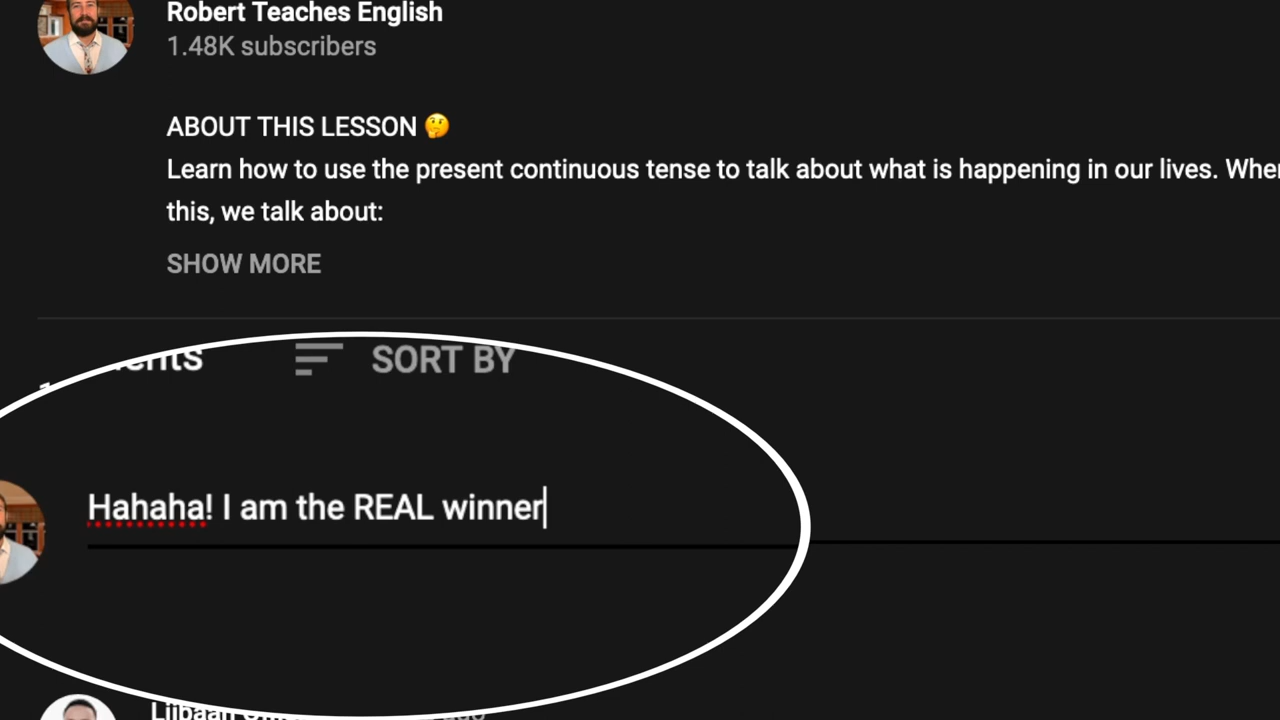 Robert Teaches English
1.48K subscribers
ABOUT THIS LESSON 🤔
Learn how to use the present continuous tense to talk about what is happening in our lives. When
this, we talk about:
SHOW MORE
SORT BY
Hahaha! I am the REAL winner